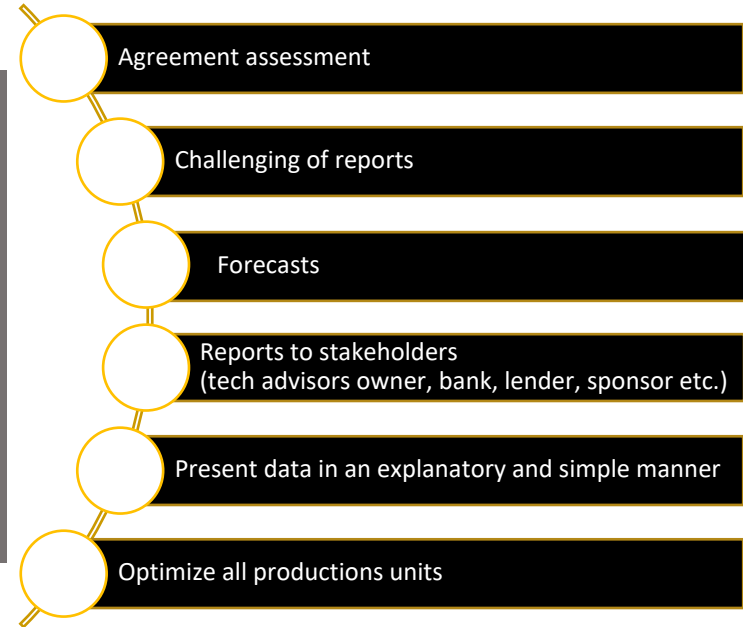 Agreement assessment
Challenging of reports
Forecasts
Reports to stakeholders
(tech advisors owner, bank, lender, sponsor etc.)
Present data in an explanatory and simple manner
Optimize all productions units